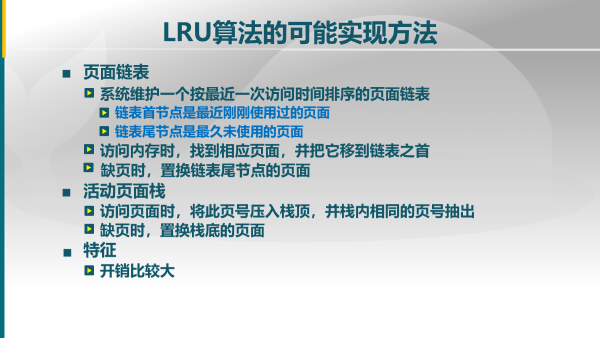 LRU算法的可能实现方法
页面链表
系统维护一个按最近一次访问时间排序的页面链表
链表首节点是最近刚刚使用过的页面
链表尾节点是最久未使用的页面
访问内存时，找到相应页面，并把它移到链表之首
缺页时，置换链表尾节点的页面
活动页面栈
访问页面时，将此页号压入栈顶，并栈内相同的页号抽出
缺页时，置换栈底的页面
特征
开销比较大